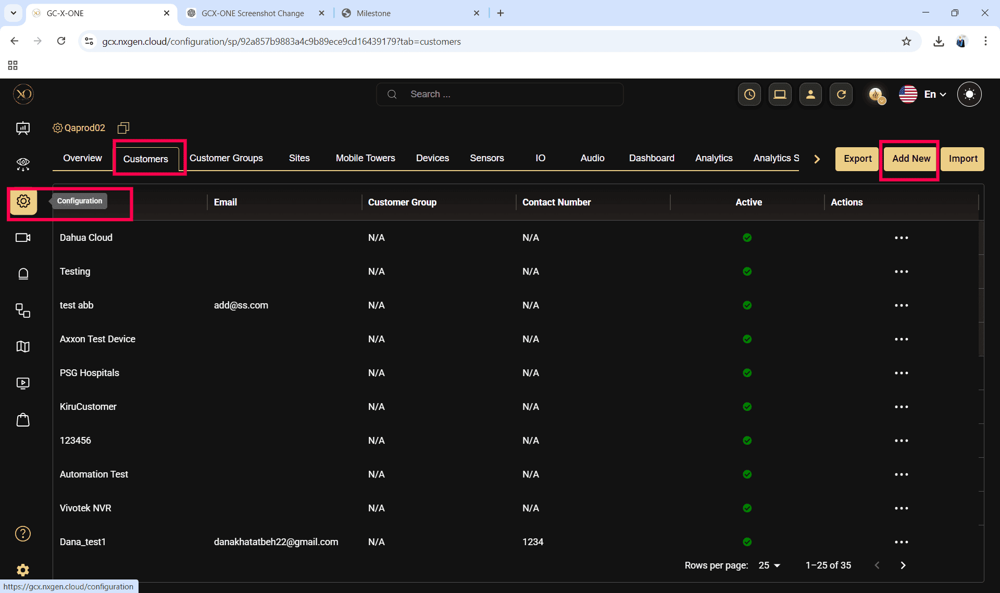 GC-X-ONE
GCX-ONE Screenshot Change
Milestone
gcx.nxgen.cloud/configuration/sp/92a857b9883a4c9b89ece9cd16439179?tab=customers
XO
Search ...
En
Qaprod02
Overview
Customers
Customer Groups
Sites
Mobile Towers
Devices
Sensors
IO
Audio
Dashboard
Analytics
Analytics S
Export
Add New
Import
Configuration
Email
Customer Group
Contact Number
Active
Actions
Dahua Cloud N/A N/A
Testing N/A N/A
test abb add@ss.com N/A N/A
Axxon Test Device N/A N/A
PSG Hospitals N/A N/A
KiruCustomer N/A N/A
123456 N/A N/A
Automation Test N/A N/A
Vivotek NVR N/A N/A
Dana_test1 danakhatatbeh22@gmail.com N/A 1234
Rows per page: 25 1–25 of 35
https://gcx.nxgen.cloud/configuration